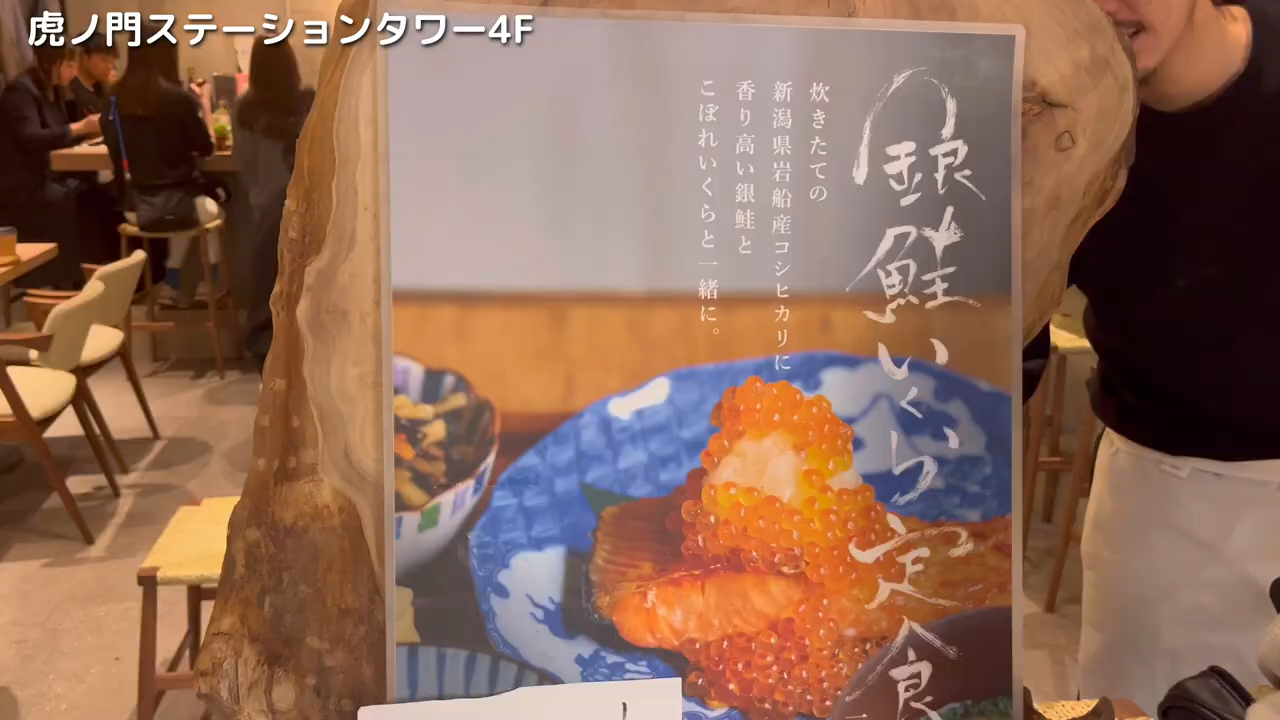 虎ノ門ステーションタワー4F
銀鮭いくら定食
炊きたての
新潟県岩船産コシヒカリに
香り高い銀鮭と
こぼれいくらと一緒に。